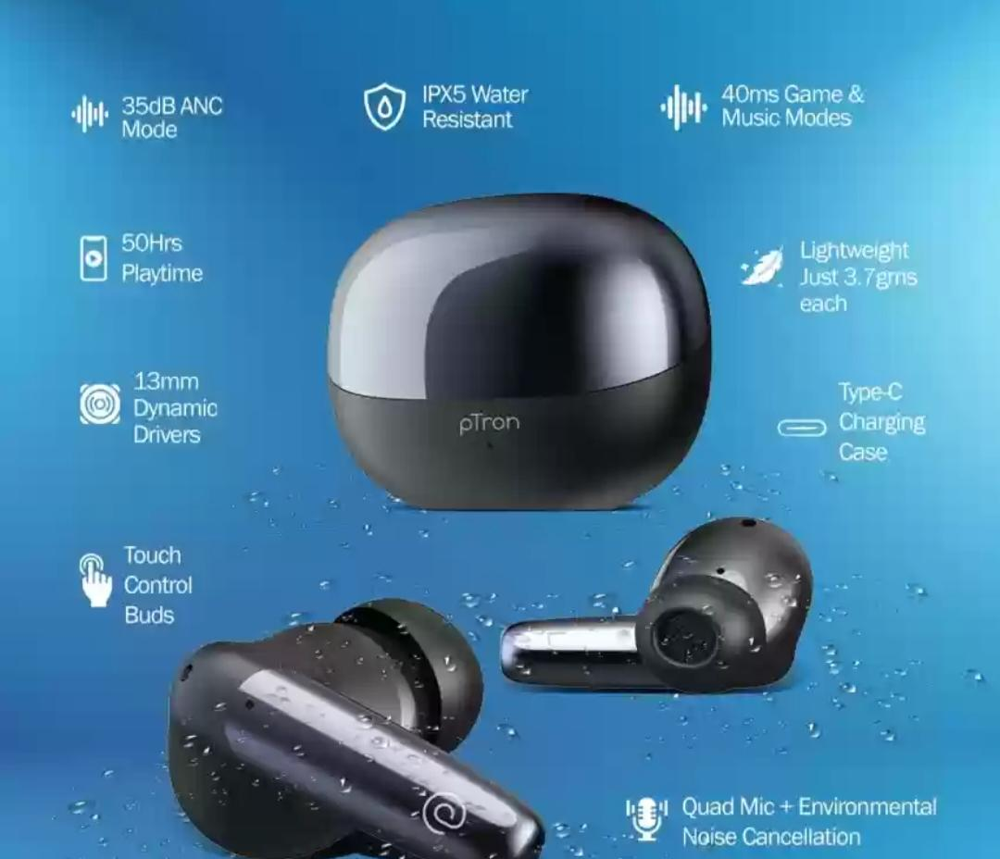 35dB ANC
Mode
IPX5 Water
Resistant
40ms Game &
Music Modes
50Hrs
Playtime
Lightweight
Just 3.7gms
each
13mm
Dynamic
Drivers
Type-C
Charging
Case
pTron
Touch
Control
Buds
Quad Mic + Environmental
Noise Cancellation